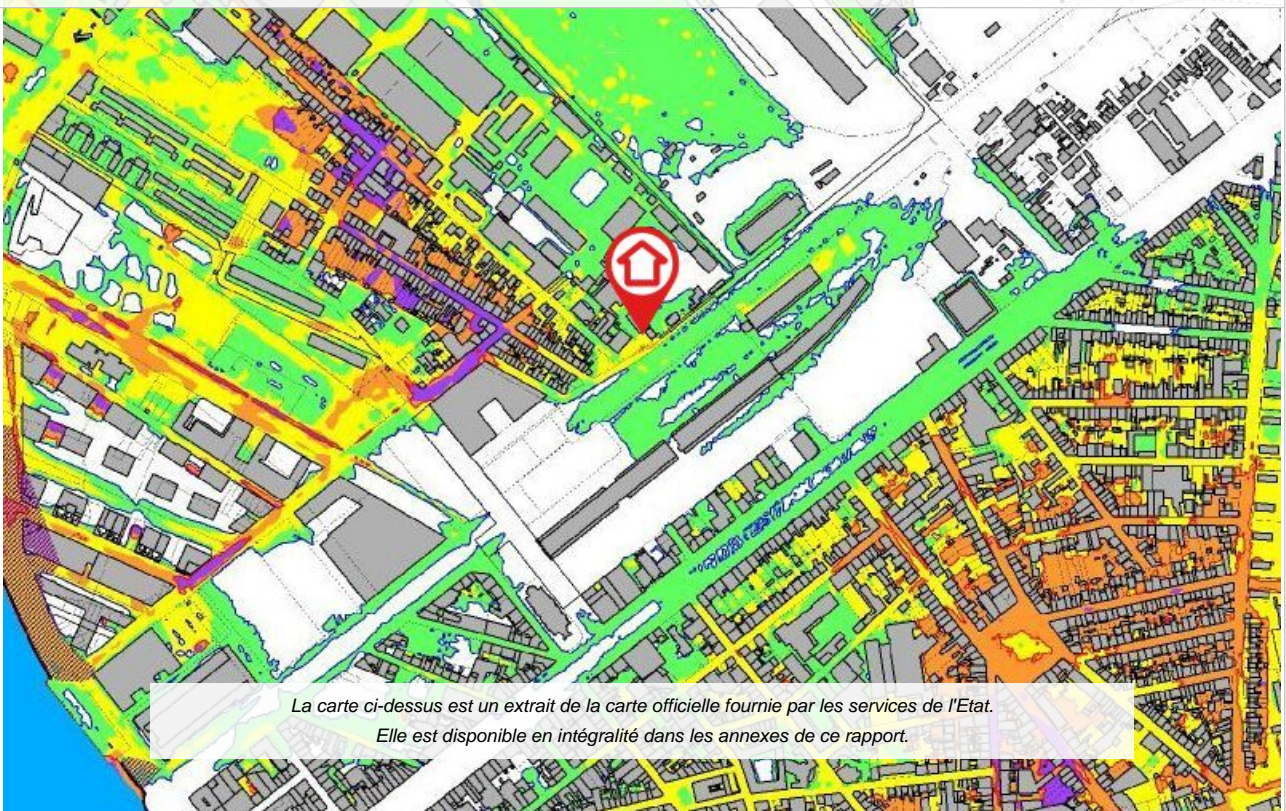 La carte ci-dessus est un extrait de la carte officielle fournie par les services de l'Etat.
Elle est disponible en intégralité dans les annexes de ce rapport.